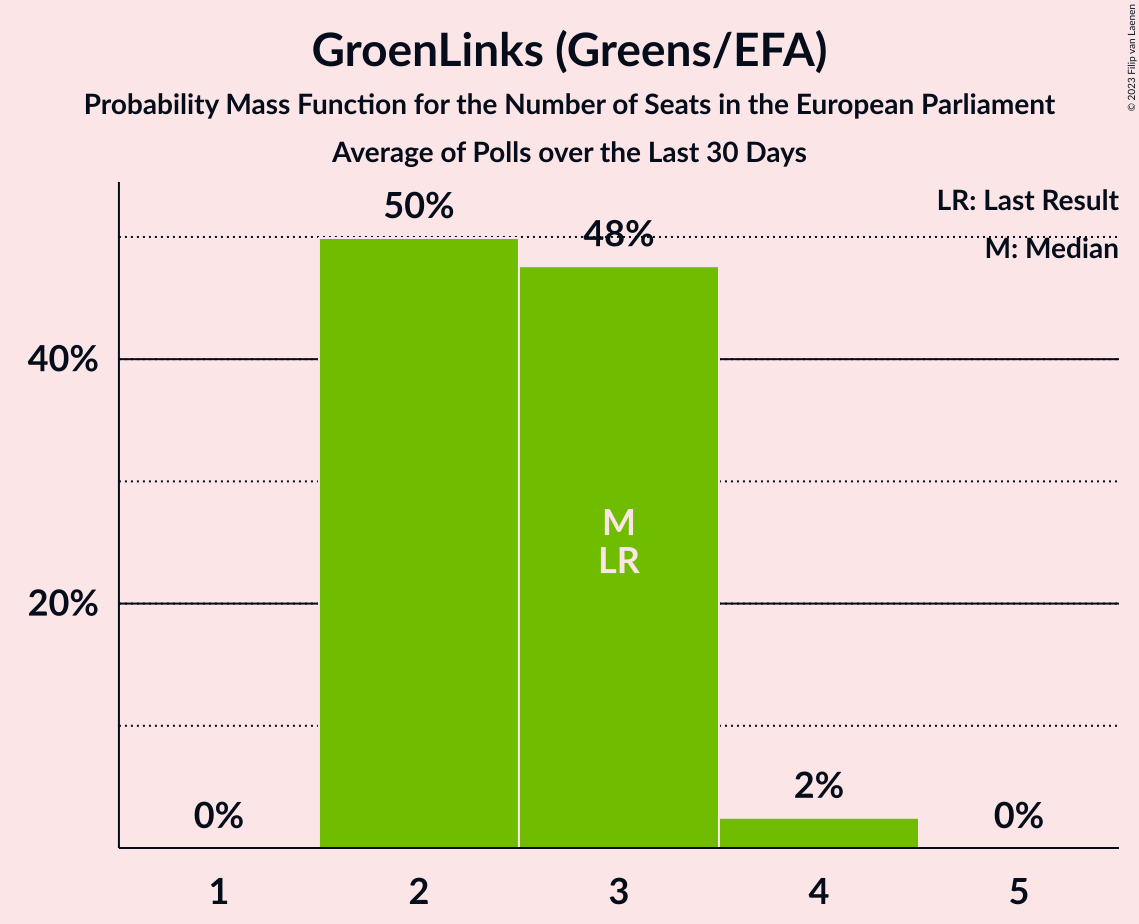 GroenLinks (Greens/EFA)
Probability Mass Function for the Number of Seats in the European Parliament
Average of Polls over the Last 30 Days
© 2023 Filip van Laenen
LR: Last Result
M: Median
50%
48%
40%
20%
M
LR
0%
2%
0%
1 2 3 4 5